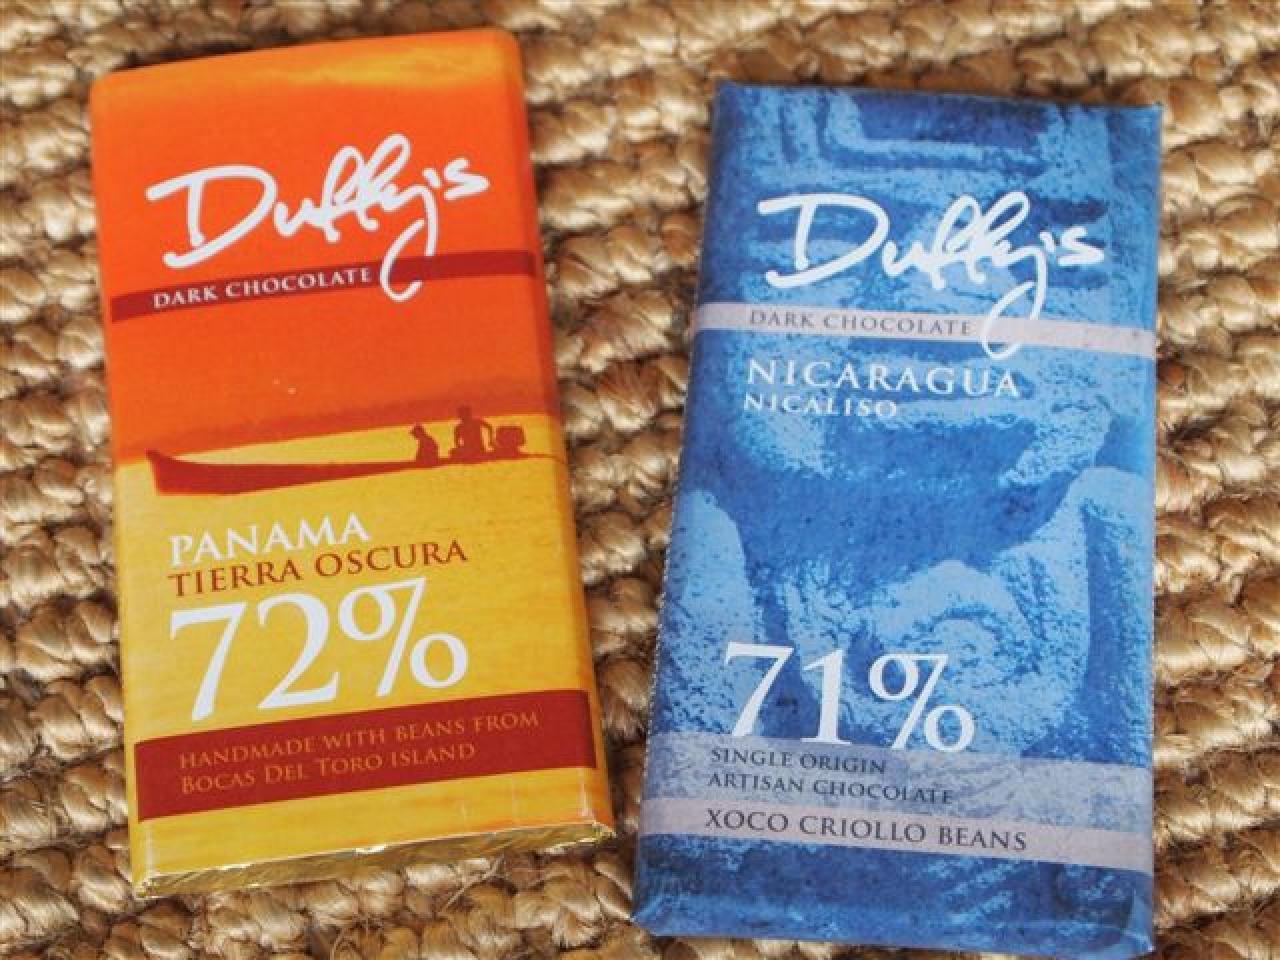 Duffy's
DARK CHOCOLATE
PANAMA
TIERRA OSCURA
72%
HANDMADE WITH BEANS FROM
BOCAS DEL TORO ISLAND
Duffy's
DARK CHOCOLATE
NICARAGUA
NICALISO
71%
SINGLE ORIGIN
ARTISAN CHOCOLATE
XOCO CRIOLLO BEANS